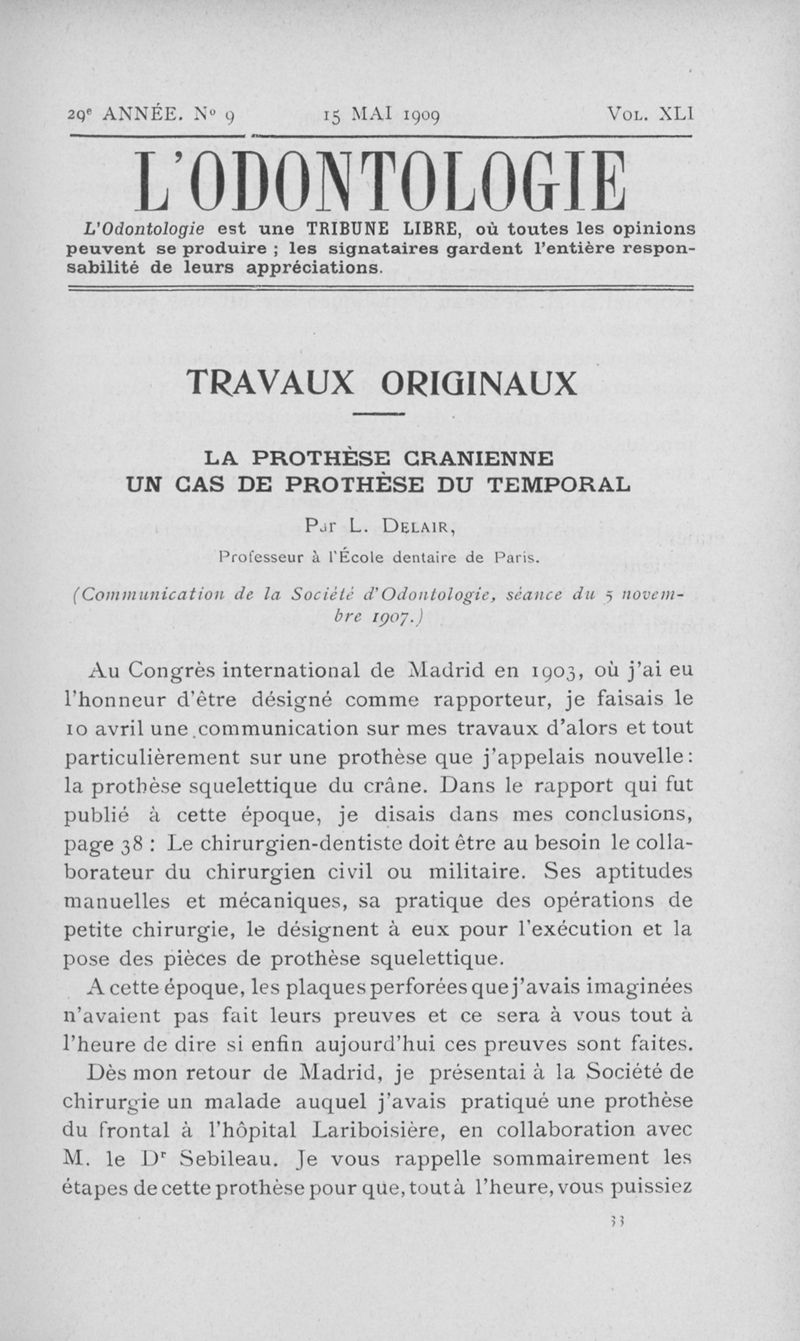 29e ANNÉE. No 9 15 MAI 1909 VOL. XLI
L'ODONTOLOGIE
L'Odontologie est une TRIBUNE LIBRE, où toutes les opinions
peuvent se produire ; les signataires gardent l'entière respon-
sabilité de leurs appréciations.
TRAVAUX ORIGINAUX
LA PROTHÈSE CRANIENNE
UN CAS DE PROTHÈSE DU TEMPORAL
Par L. DELAIR,
Professeur à l'École dentaire de Paris.
(Communication de la Société d'Odontologie, séance du 5 novem-
bre 1907.)
Au Congrès international de Madrid en 1903, où j'ai eu
l'honneur d'être désigné comme rapporteur, je faisais le
10 avril une communication sur mes travaux d'alors et tout
particulièrement sur une prothèse que j'appelais nouvelle:
la prothèse squelettique du crâne. Dans le rapport qui fut
publié à cette époque, je disais dans mes conclusions,
page 38 : Le chirurgien-dentiste doit être au besoin le colla-
borateur du chirurgien civil ou militaire. Ses aptitudes
manuelles et mécaniques, sa pratique des opérations de
petite chirurgie, le désignent à eux pour l'exécution et la
pose des pièces de prothèse squelettique.
A cette époque, les plaques perforées que j'avais imaginées
n'avaient pas fait leurs preuves et ce sera à vous tout à
l'heure de dire si enfin aujourd'hui ces preuves sont faites.
Dès mon retour de Madrid, je présentai à la Société de
chirurgie un malade auquel j'avais pratiqué une prothèse
du frontal à l'hôpital Lariboisière, en collaboration avec
M. le Dr Sebileau. Je vous rappelle sommairement les
étapes de cette prothèse pour que, tout à l'heure, vous puissiez
33